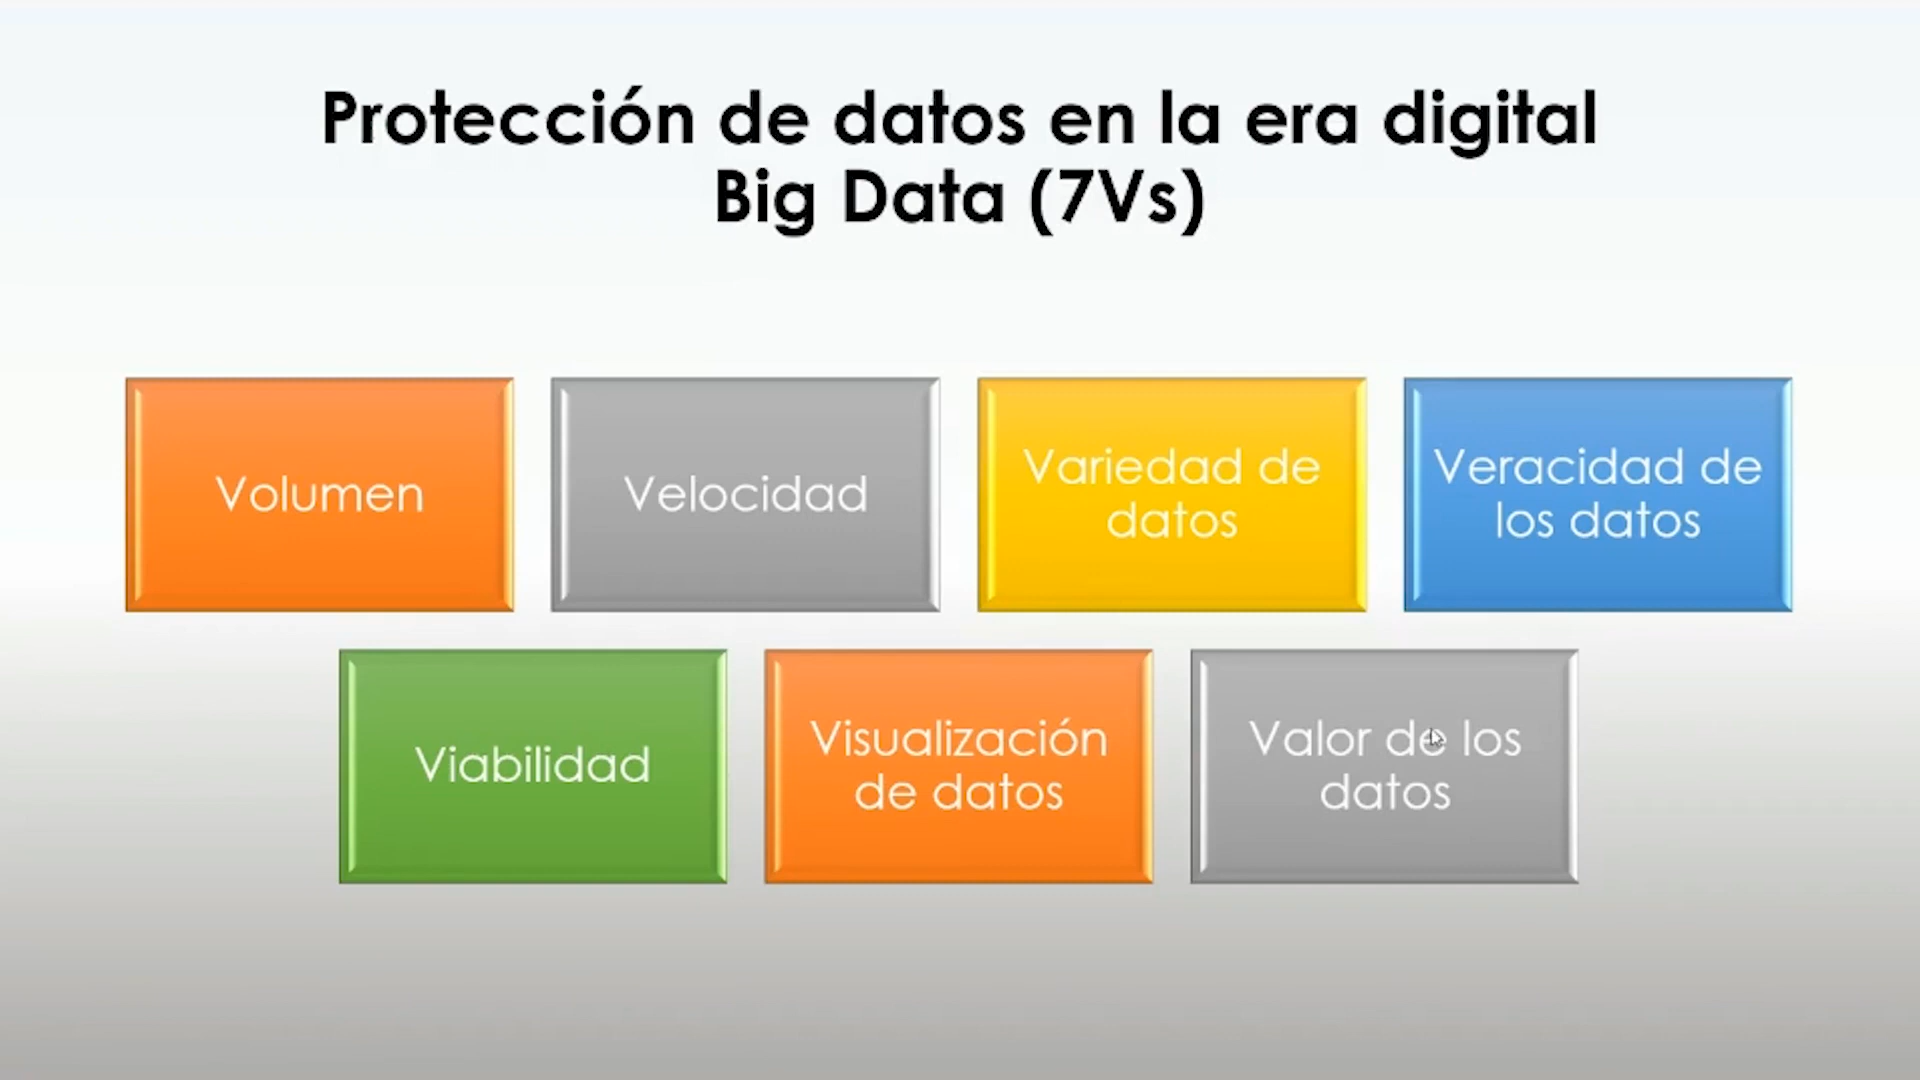 Protección de datos en la era digital
Big Data (7Vs)
Volumen
Velocidad
Variedad de
datos
Veracidad de
los datos
Viabilidad
Visualización
de datos
Valor de los
datos